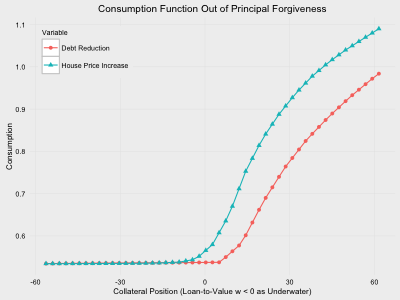 Consumption Function Out of Principal Forgiveness
Variable
Debt Reduction
House Price Increase
Consumption
1.1
1.0
0.9
0.8
0.7
0.6
-60
-30
0
30
60
Collateral Position (Loan-to-Value w < 0 as Underwater)